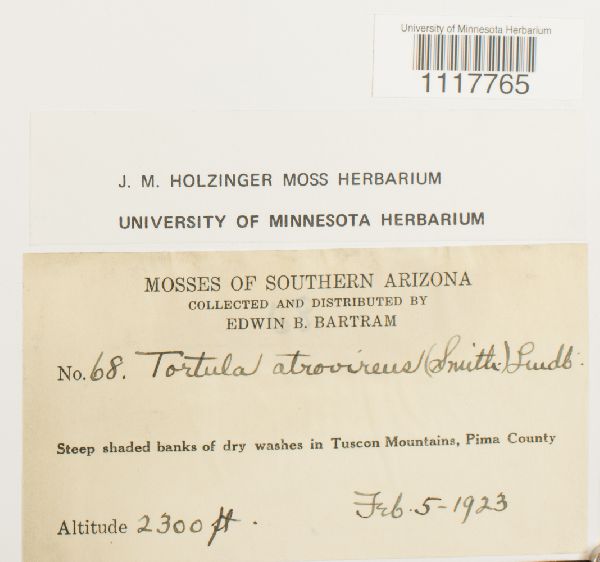 University of Minnesota Herbarium
1117765
J. M. HOLZINGER MOSS HERBARIUM
UNIVERSITY OF MINNESOTA HERBARIUM
MOSSES OF SOUTHERN ARIZONA
COLLECTED AND DISTRIBUTED BY
EDWIN B. BARTRAM
No. 68. Tortula atrovirens (Smith.) Lindb.
Steep shaded banks of dry washes in Tuscon Mountains, Pima County
Altitude 2300 ft.
Feb. 5-1923